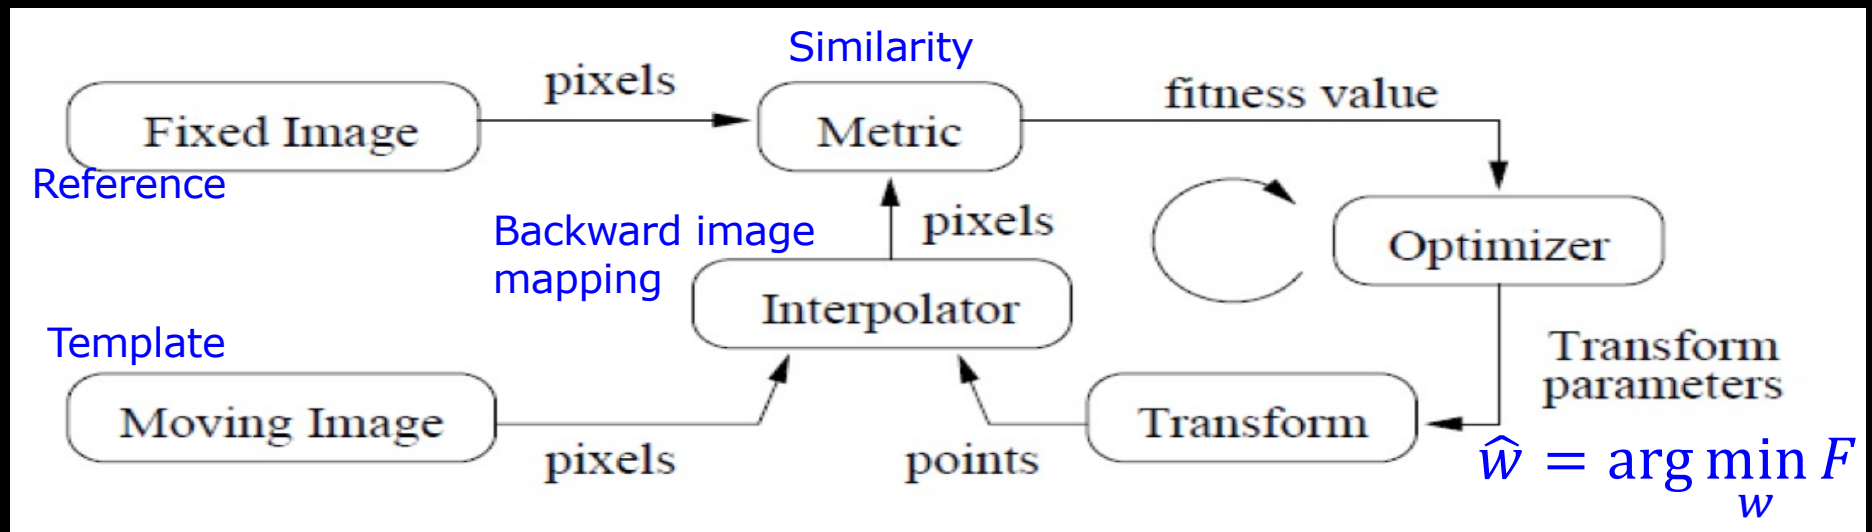 Similarity
pixels
fitness value
Fixed Image
Metric
Reference
Backward image
mapping
pixels
Optimizer
Interpolator
Template
Transform
parameters
Moving Image
Transform
pixels
points
ŵ = arg min F
w